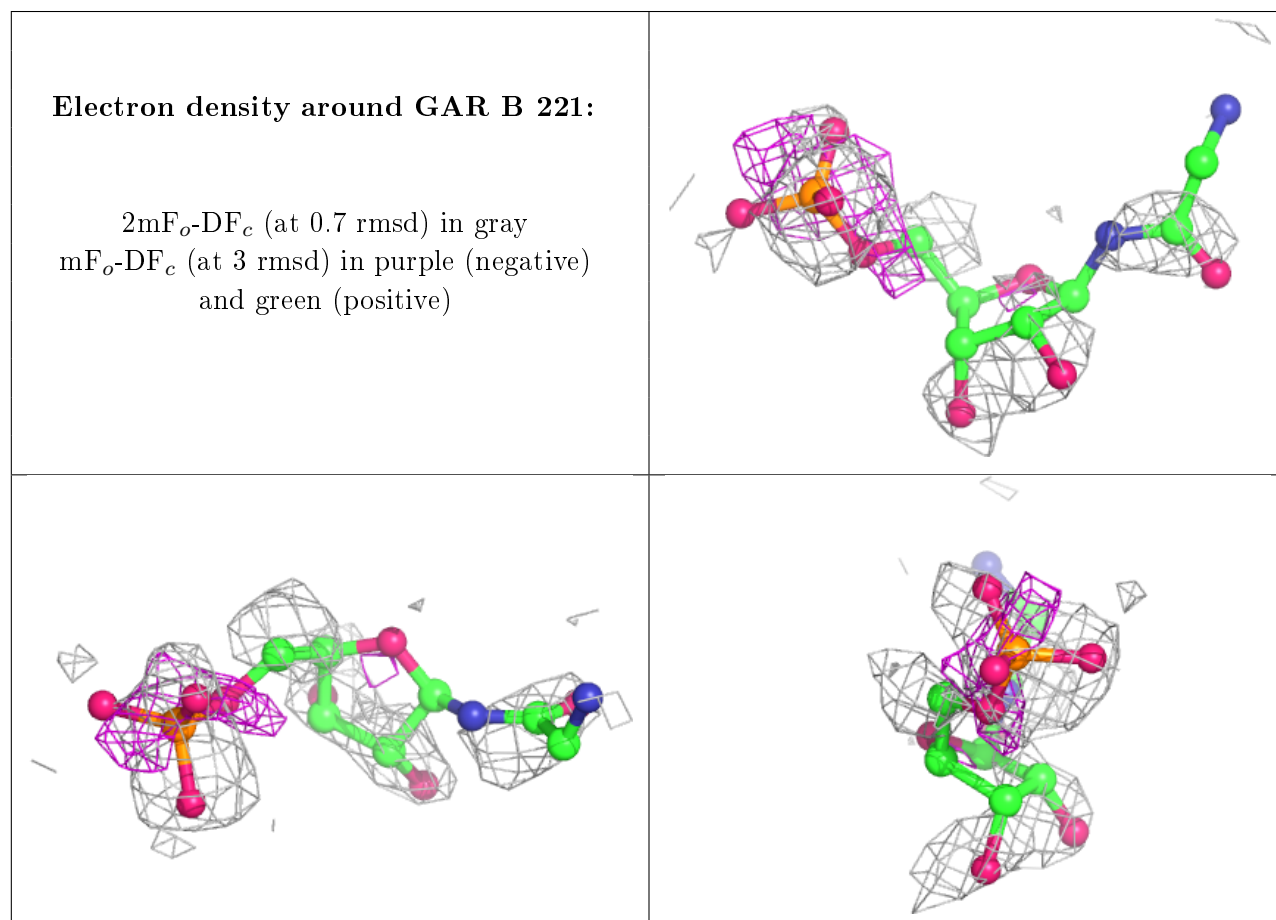 Electron density around GAR B 221:
2mFo-DFc (at 0.7 rmsd) in gray
mFo-DFc (at 3 rmsd) in purple (negative)
and green (positive)